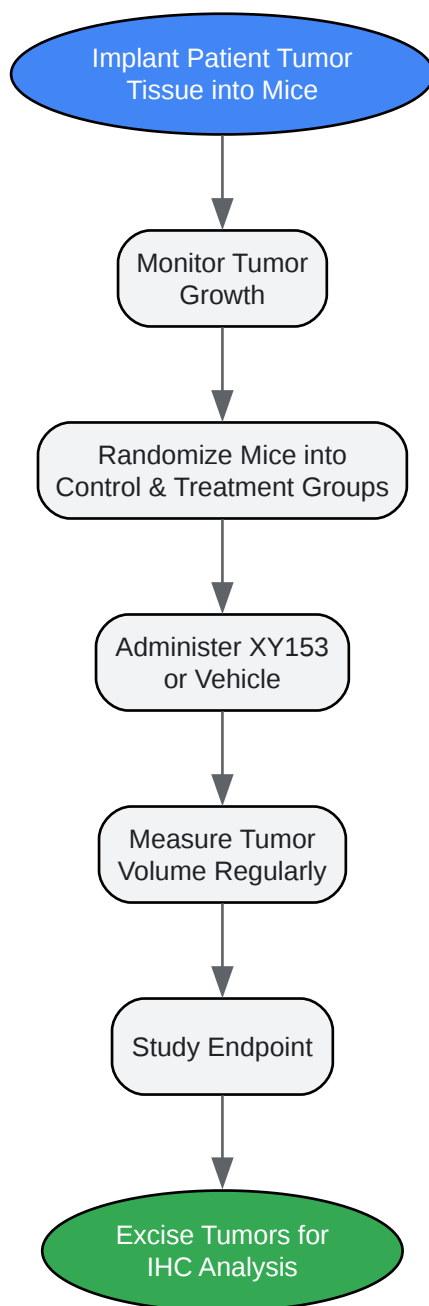 Implant Patient Tumor
Tissue into Mice
Monitor Tumor
Growth
Randomize Mice into
Control & Treatment Groups
Administer XY153
or Vehicle
Measure Tumor
Volume Regularly
Study Endpoint
Excise Tumors for
IHC Analysis